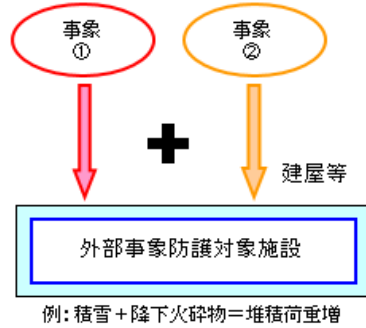 事象
①
事象
②
建屋等
外部事象防護対象施設
例：積雪＋降下火砕物＝堆積荷重増